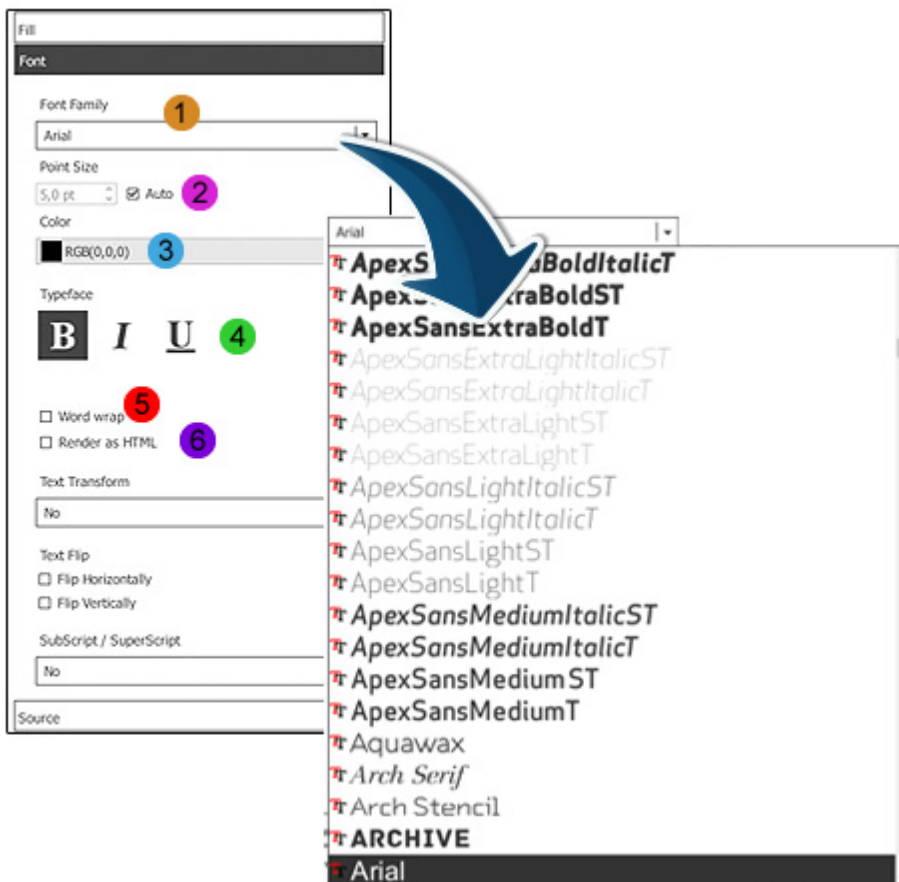 Fill
Font
Font Family
1
Arial
Point Size
5,0 pt
Auto
2
Color
RGB(0,0,0)
3
Typeface
B I U
4
5
Word wrap
Render as HTML
6
Text Transform
No
Text Flip
Flip Horizontally
Flip Vertically
SubScript / SuperScript
No
Source
Arial
ApexSansExtraBoldST
ApexSansExtraBoldT
ApexSansExtraLightItalicST
ApexSansExtraLightItalicT
ApexSansExtraLightST
ApexSansExtraLightT
ApexSansLightItalicST
ApexSansLightItalicT
ApexSansLightST
ApexSansLightT
ApexSansMediumItalicST
ApexSansMediumItalicT
ApexSansMediumST
ApexSansMediumT
Aquawax
Arch Serif
Arch Stencil
ARCHIVE
Arial